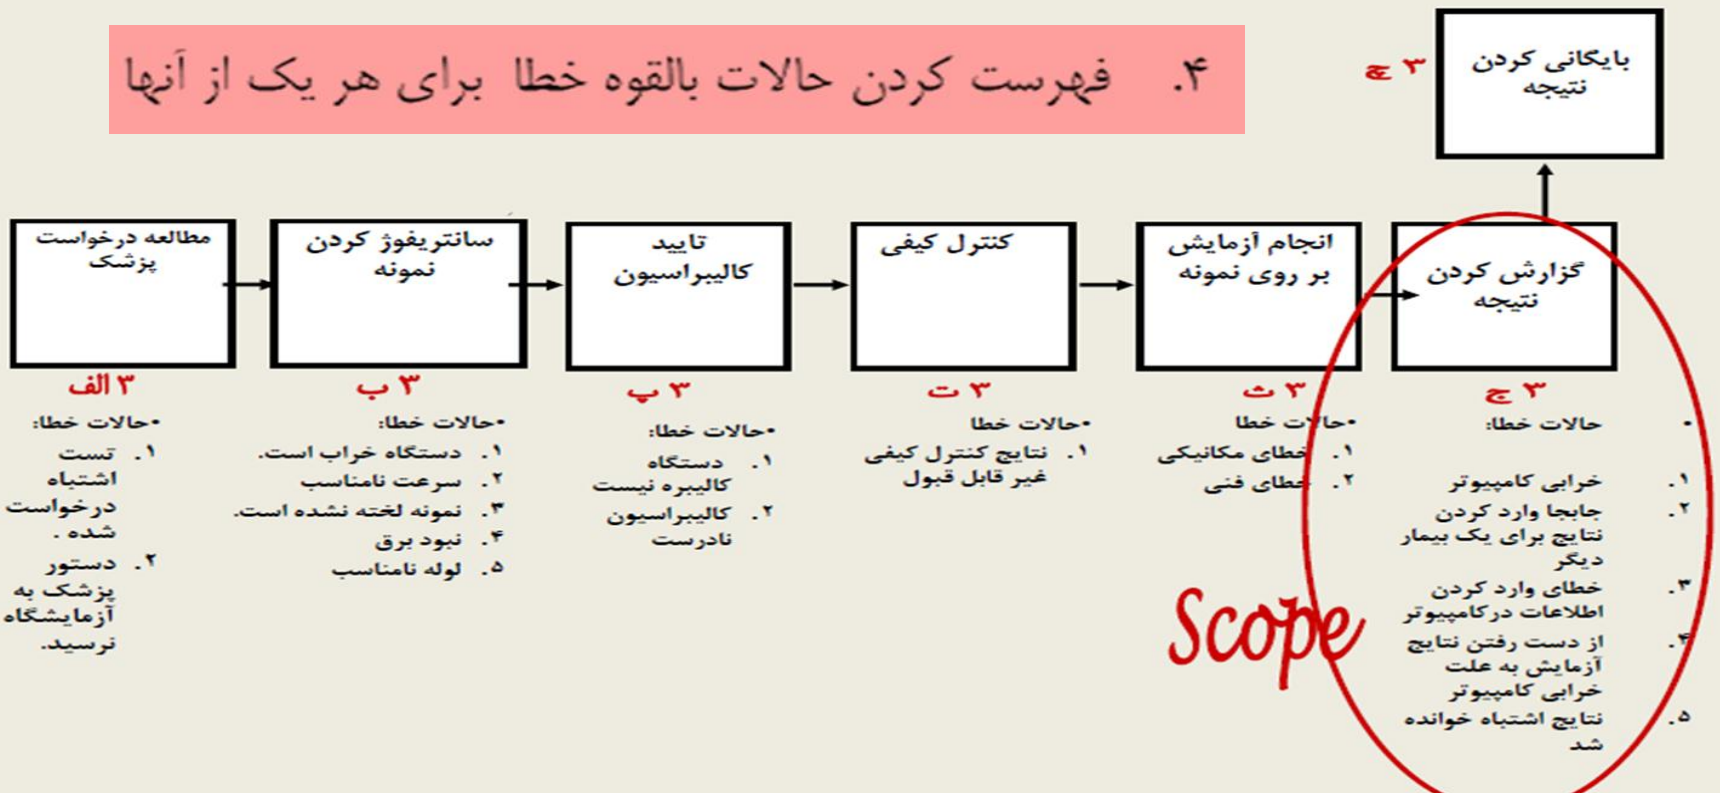 ۴. فهرست کردن حالات بالقوه خطا برای هر یک از آنها
بایگانی کردن
نتیجه
۳ چ
مطالعه درخواست
پزشک
۳ الف
•حالات خطا:
۱. تست
اشتباه
درخواست
شده .
۲. دستور
پزشک به
آزمایشگاه
نرسید.
سانتریفوژ کردن
نمونه
۳ ب
•حالات خطا:
۱. دستگاه خراب است.
۲. سرعت نامناسب
۳. نمونه لخته نشده است.
۴. نبود برق
۵. لوله نامناسب
تایید
کالیبراسیون
۳ پ
•حالات خطا:
۱. دستگاه
کالیبره نیست
۲. کالیبراسیون
نادرست
کنترل کیفی
۳ ت
•حالات خطا
۱. نتایج کنترل کیفی
غیر قابل قبول
انجام آزمایش
بر روی نمونه
۳ ث
•حالات خطا
۱. خطای مکانیکی
۲. خطای فنی
گزارش کردن
نتیجه
۳ ج
• حالات خطا:
۱. خرابی کامپیوتر
۲. جابجا وارد کردن
نتایج برای یک بیمار
دیگر
۳. خطای وارد کردن
اطلاعات درکامپیوتر
۴. از دست رفتن نتایج
آزمایش به علت
خرابی کامپیوتر
۵. نتایج اشتباه خوانده
شد
Scope